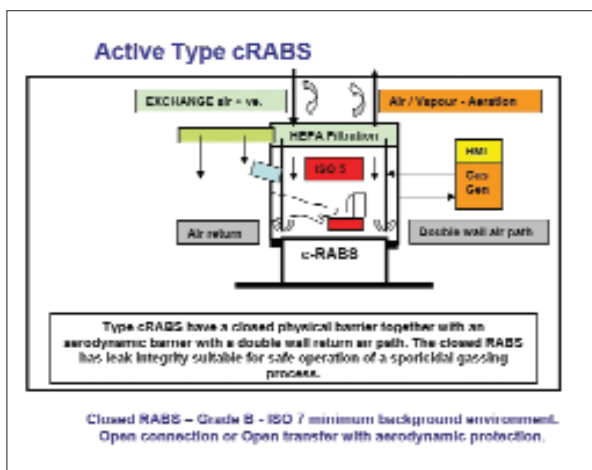 Active Type cRABS
EXCHANGE air + ve.
Air / Vapour - Aeration
HEPA Filtration
HMI
ISO 5
Gas
Gen
Air return
Double wall air path
c-RABS
Type cRABS have a closed physical barrier together with an
aerodynamic barrier with a double wall return air path. The closed RABS
has leak integrity suitable for safe operation of a sporicidal gassing
process.
Closed RABS – Grade B - ISO 7 minimum background environment.
Open connection or Open transfer with aerodynamic protection.